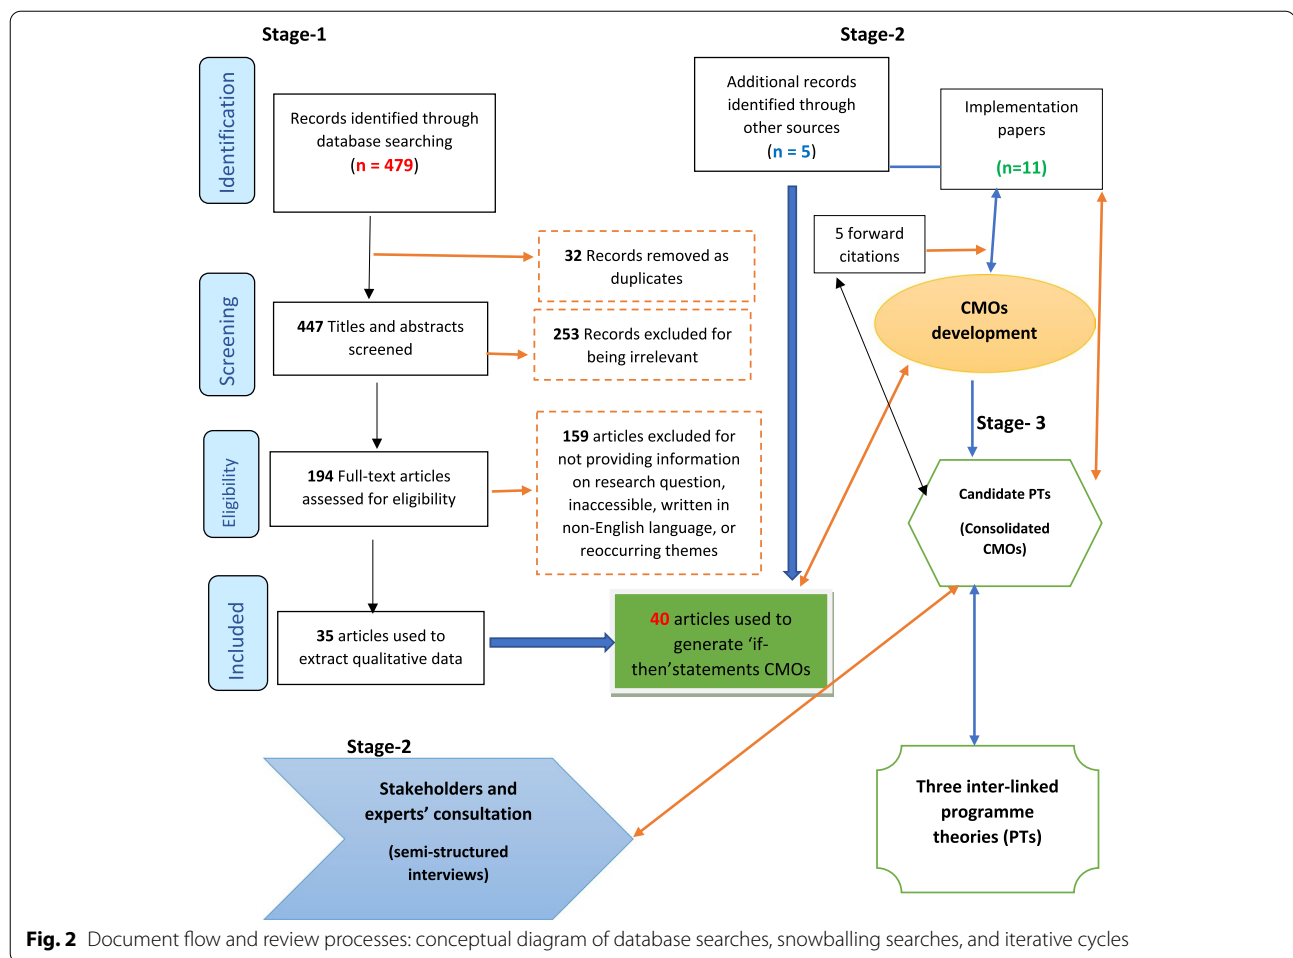 Stage-1
Identification
Records identified through
database searching
(n = 479)
32 Records removed as
duplicates
Screening
447 Titles and abstracts
screened
253 Records excluded for
being irrelevant
Eligibility
194 Full-text articles
assessed for eligibility
159 articles excluded for
not providing information
on research question,
inaccessible, written in
non-English language, or
reoccurring themes
Included
35 articles used to
extract qualitative data
40 articles used to
generate ‘if-
then’statements CMOs
Stage-2
Additional records
identified through
other sources
(n = 5)
Implementation
papers
(n=11)
5 forward
citations
CMOs
development
Stage- 3
Candidate PTs
(Consolidated
CMOs)
Stage-2
Stakeholders and
experts’ consultation
(semi-structured
interviews)
Three inter-linked
programme
theories (PTs)
Fig. 2 Document flow and review processes: conceptual diagram of database searches, snowballing searches, and iterative cycles